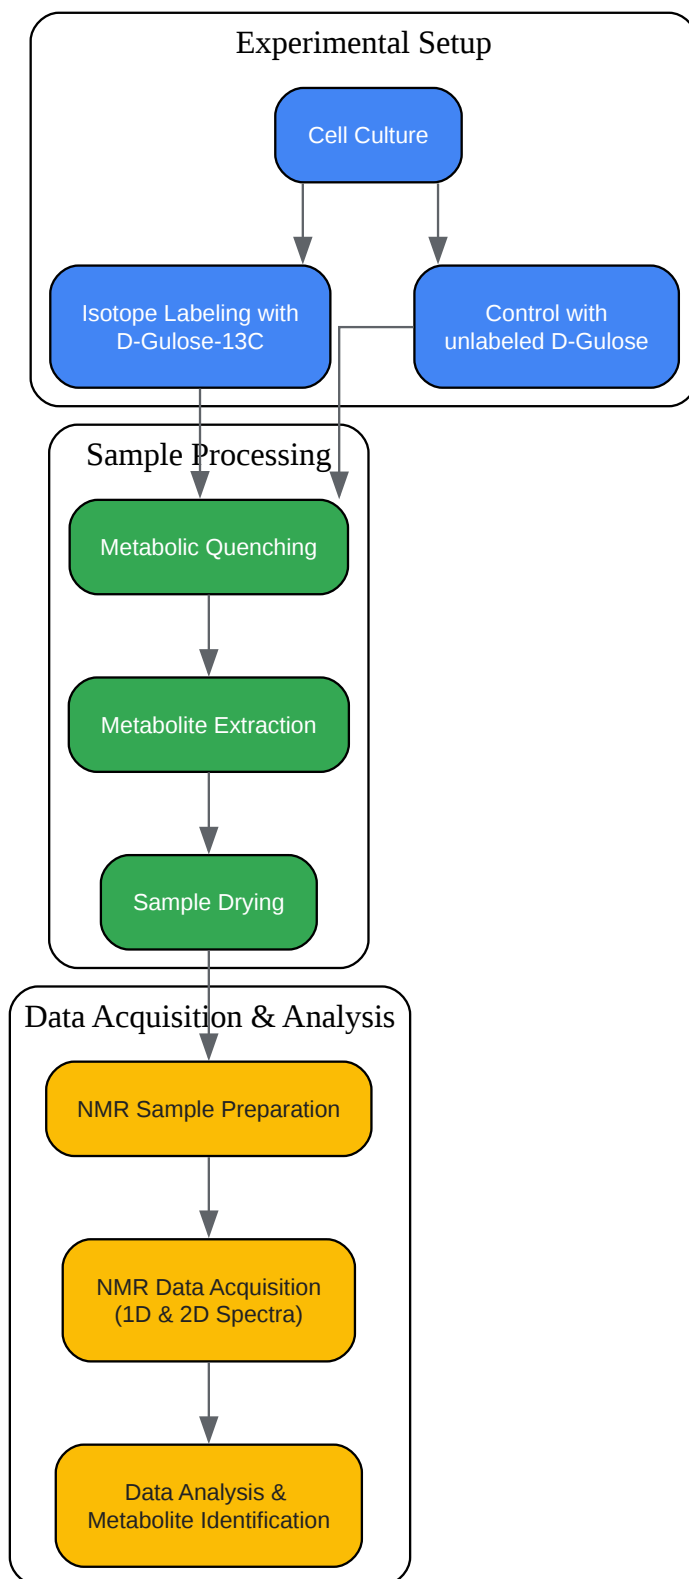 Experimental Setup
Cell Culture
Isotope Labeling with
D-Gulose-13C
Control with
unlabeled D-Gulose
Sample Processing
Metabolic Quenching
Metabolite Extraction
Sample Drying
Data Acquisition & Analysis
NMR Sample Preparation
NMR Data Acquisition
(1D & 2D Spectra)
Data Analysis &
Metabolite Identification